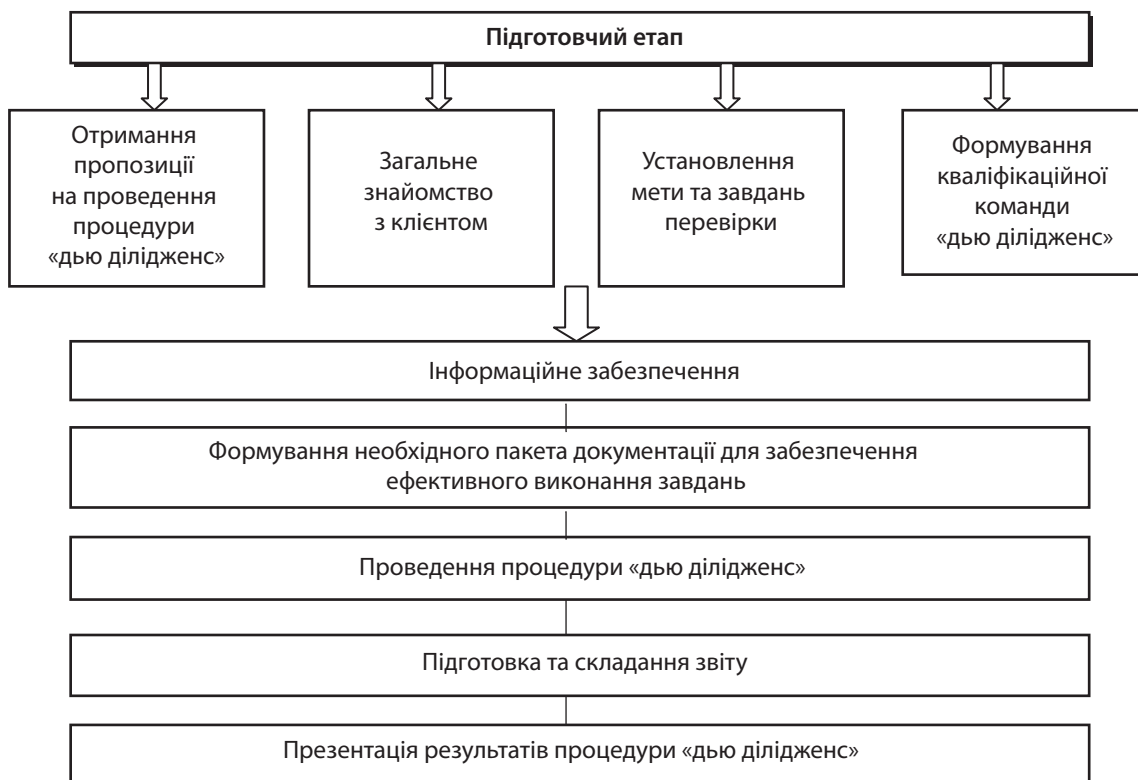 Підготовчий етап
Отримання
пропозиції
на проведення
процедури
«дью ділідженс»
Загальне
знайомство
з клієнтом
Установлення
мети та завдань
перевірки
Формування
кваліфікаційної
команди
«дью ділідженс»
Інформаційне забезпечення
Формування необхідного пакета документації для забезпечення
ефективного виконання завдань
Проведення процедури «дью ділідженс»
Підготовка та складання звіту
Презентація результатів процедури «дью ділідженс»